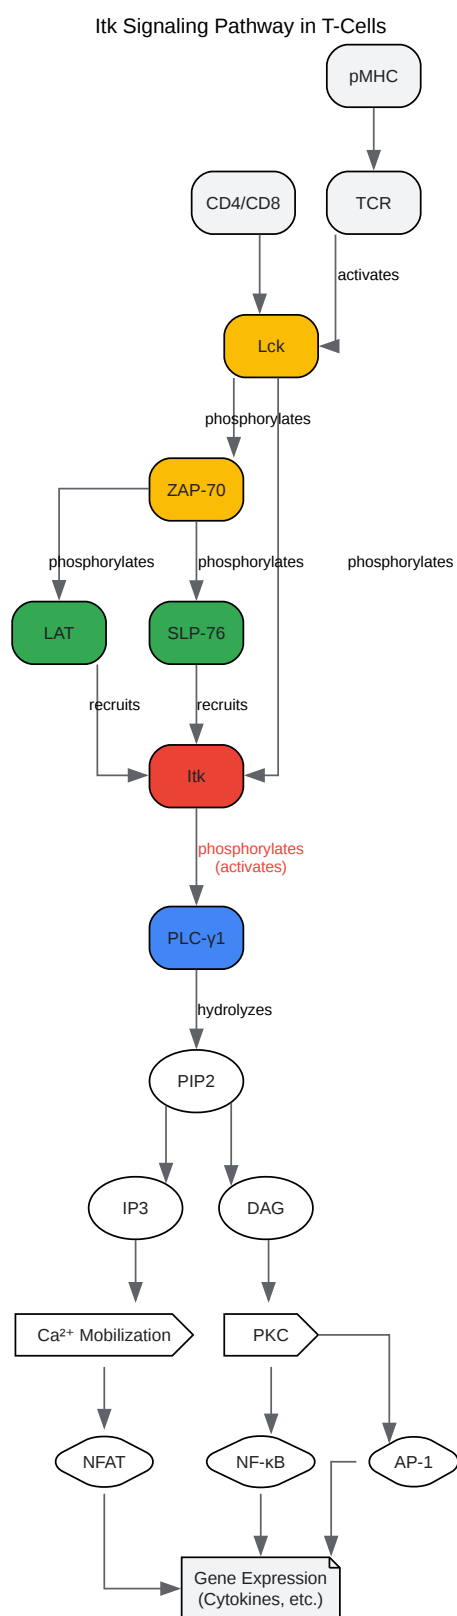 Itk Signaling Pathway in T-Cells
pMHC
CD4/CD8
TCR
activates
Lck
phosphorylates
ZAP-70
phosphorylates
phosphorylates
phosphorylates
LAT
SLP-76
recruits
recruits
Itk
phosphorylates
(activates)
PLC-γ1
hydrolyzes
PIP2
IP3
DAG
Ca²⁺ Mobilization
PKC
NFAT
NF-κB
AP-1
Gene Expression
(Cytokines, etc.)